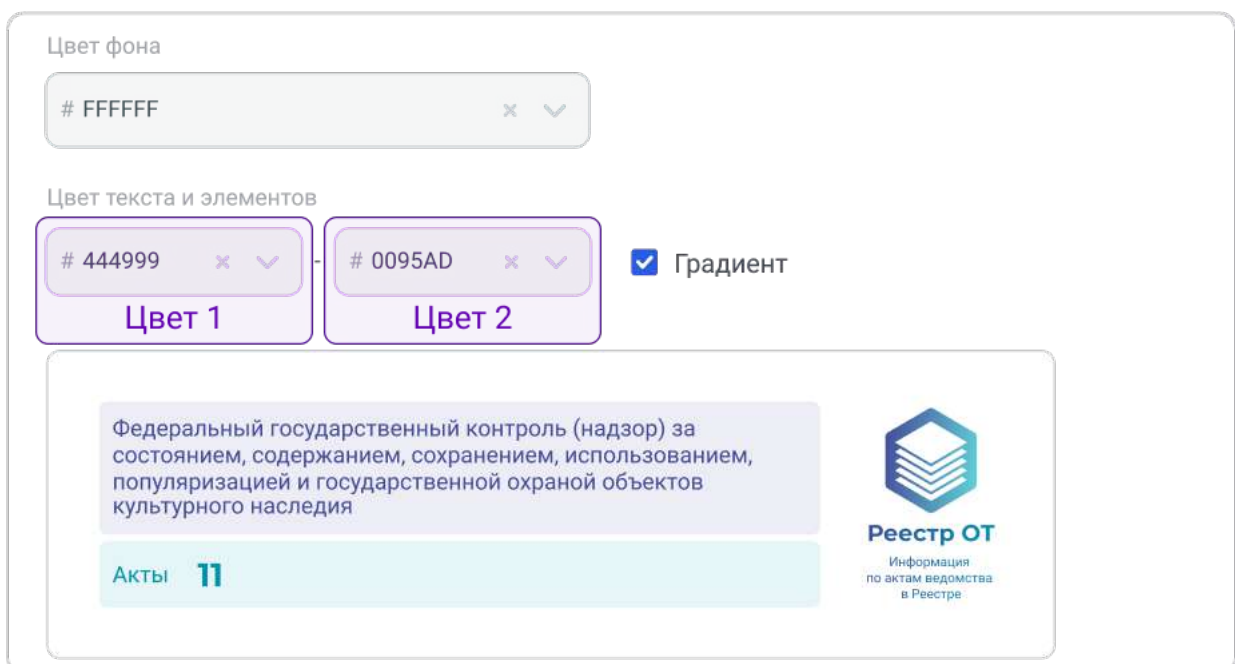 Цвет фона
# FFFFFF
Цвет текста и элементов
# 444999 - # 0095AD Градиент
Цвет 1 Цвет 2
Федеральный государственный контроль (надзор) за
состоянием, содержанием, сохранением, использованием,
популяризацией и государственной охраной объектов
культурного наследия
Акты 11
Реестр ОТ
Информация
по актам ведомства
в Реестре